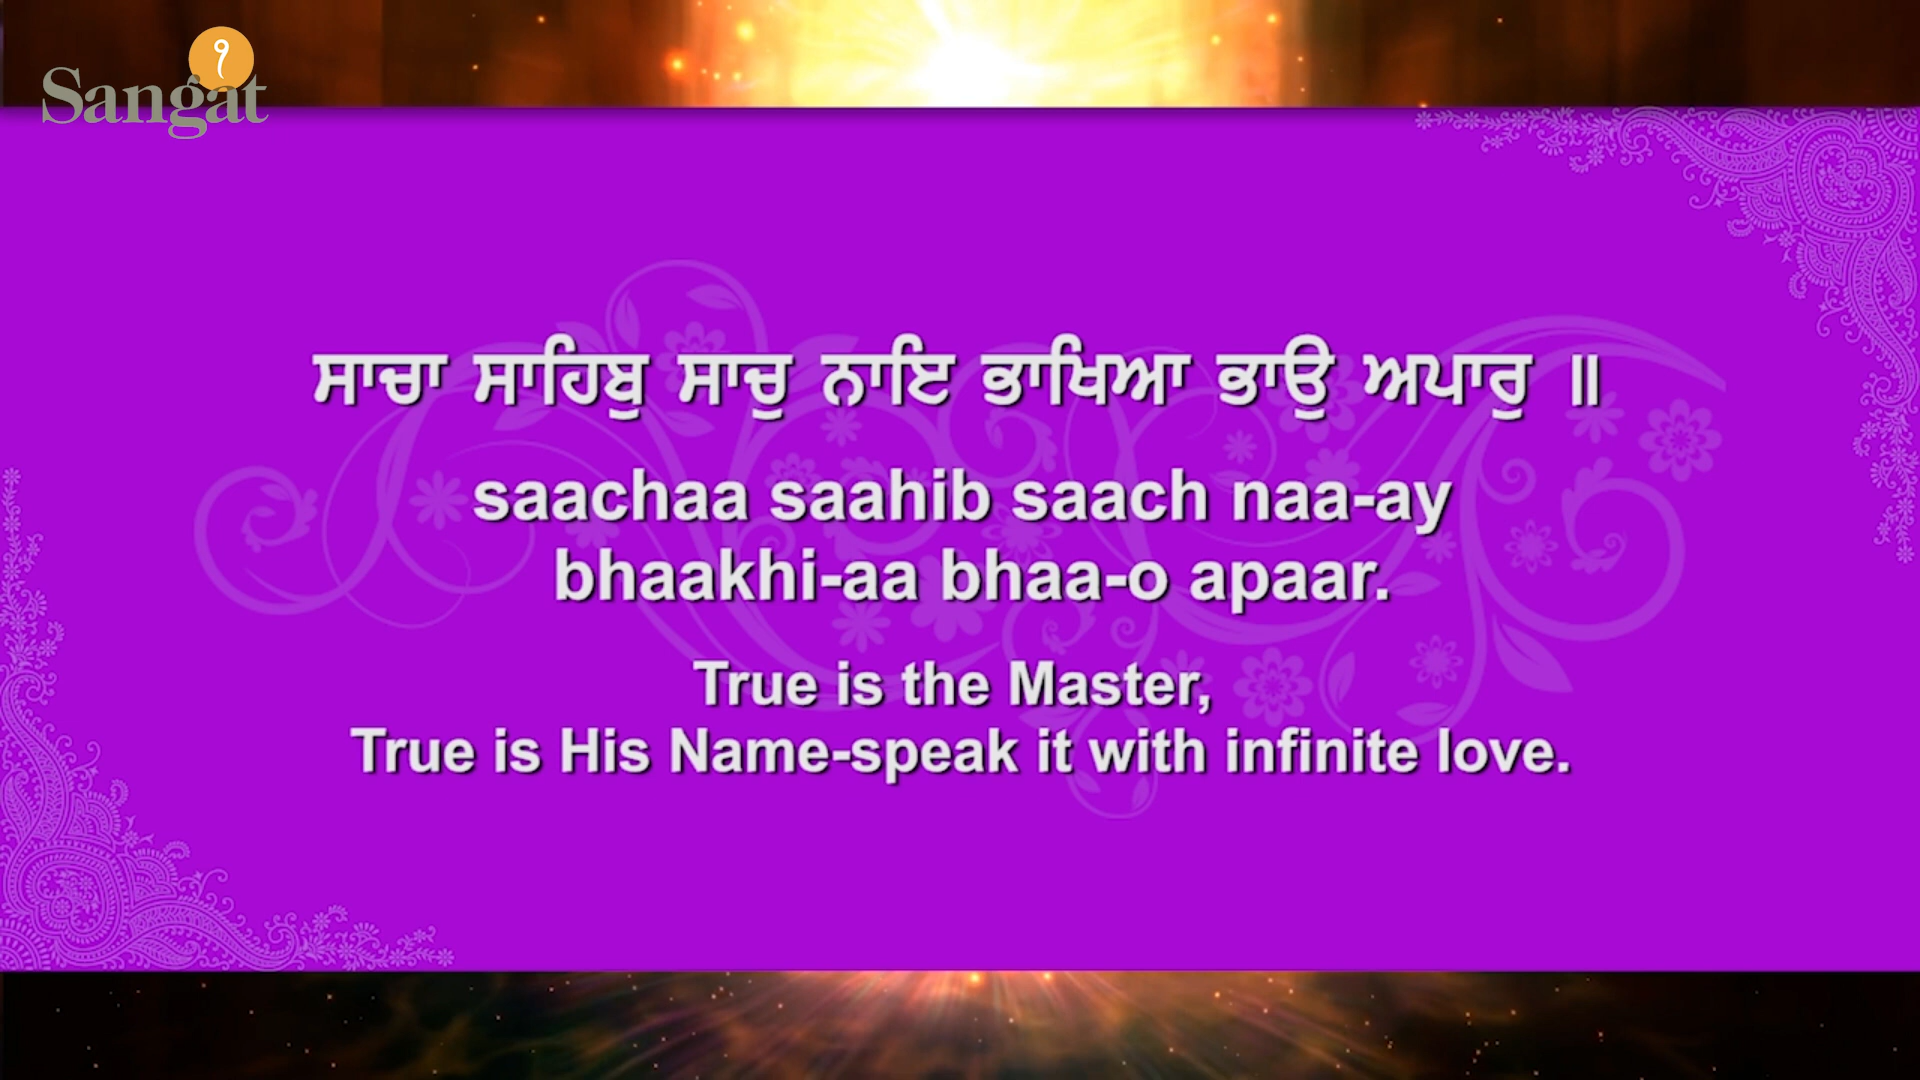 ੧
Sangat
ਸਾਚਾ ਸਾਹਿਬੁ ਸਾਚੁ ਨਾਇ ਭਾਖਿਆ ਭਾਉ ਅਪਾਰੁ ॥
saachaa saahib saach naa-ay
bhaakhi-aa bhaa-o apaar.
True is the Master,
True is His Name-speak it with infinite love.